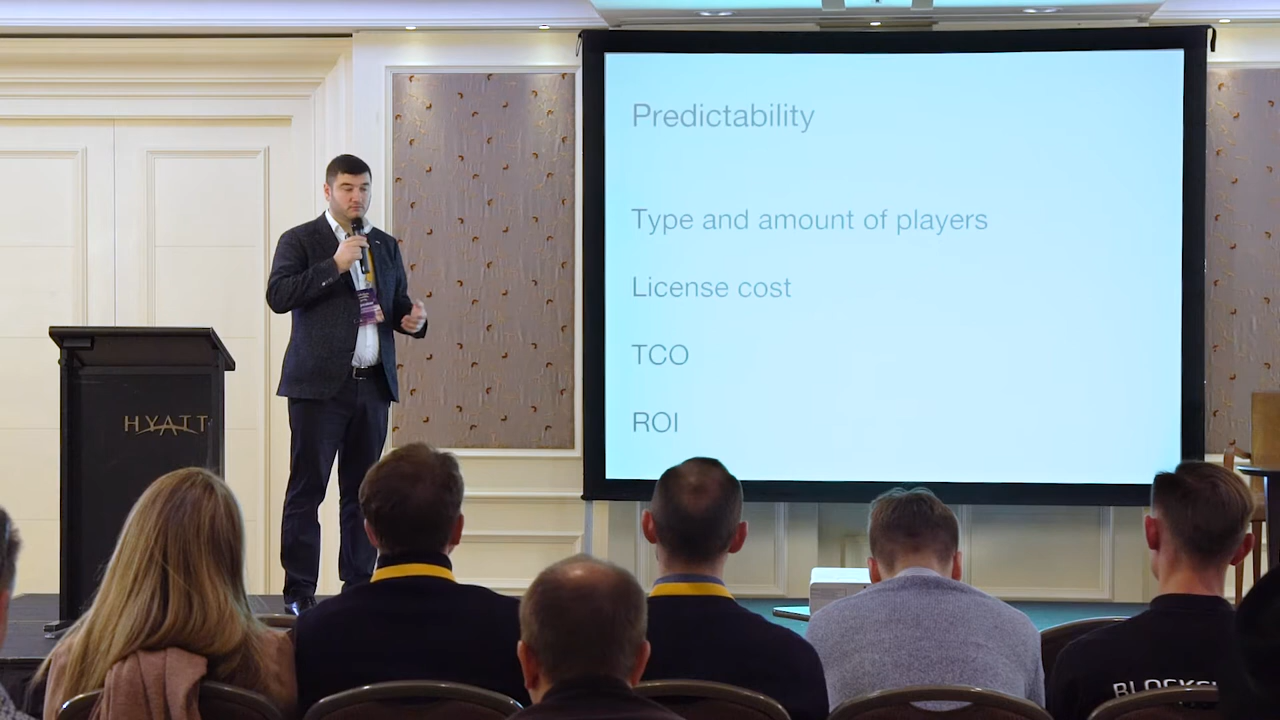 Predictability
Type and amount of players
License cost
TCO
ROI
HYATT